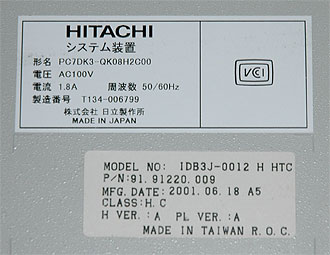 HITACHI
システム装置
形名 PC7DK3-QK08H2C00
電圧 AC100V
電流 1.8A 周波数 50/60Hz
製造番号 T134-006799
株式会社 日立製作所
MADE IN JAPAN
VCI
MODEL NO: IDB3J-0012 H HTC
P/N:91.91220.009
MFG. DATE: 2001.06.18 A5
CLASS:H.C
H VER.:A PL VER.:A
MADE IN TAIWAN R.O.C.